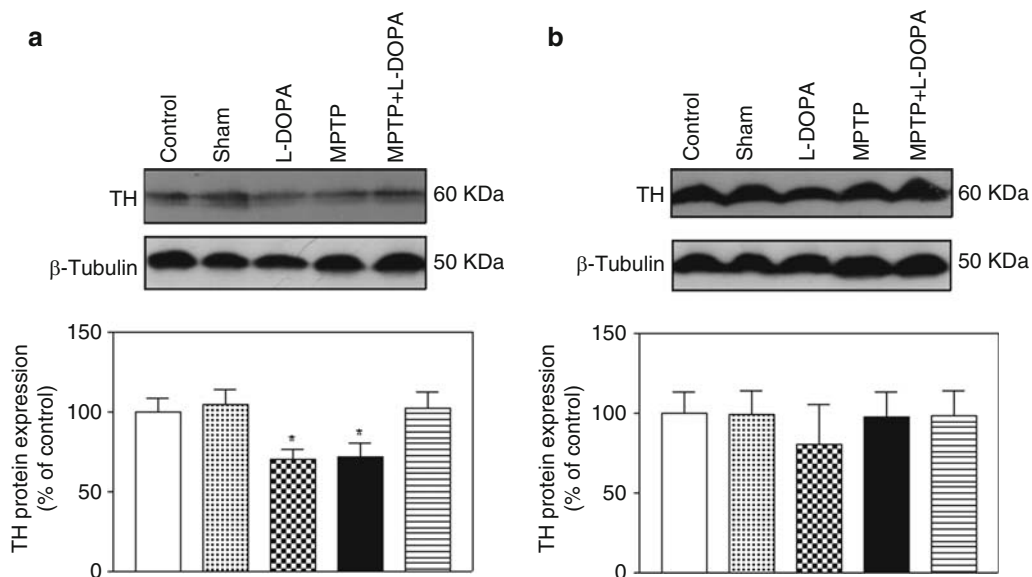 a
Control
Sham
L-DOPA
MPTP
MPTP+L-DOPA
TH
60 KDa
β-Tubulin
50 KDa
TH protein expression
(% of control)
150
100
50
0
*
*
b
Control
Sham
L-DOPA
MPTP
MPTP+L-DOPA
TH
60 KDa
β-Tubulin
50 KDa
TH protein expression
(% of control)
150
100
50
0